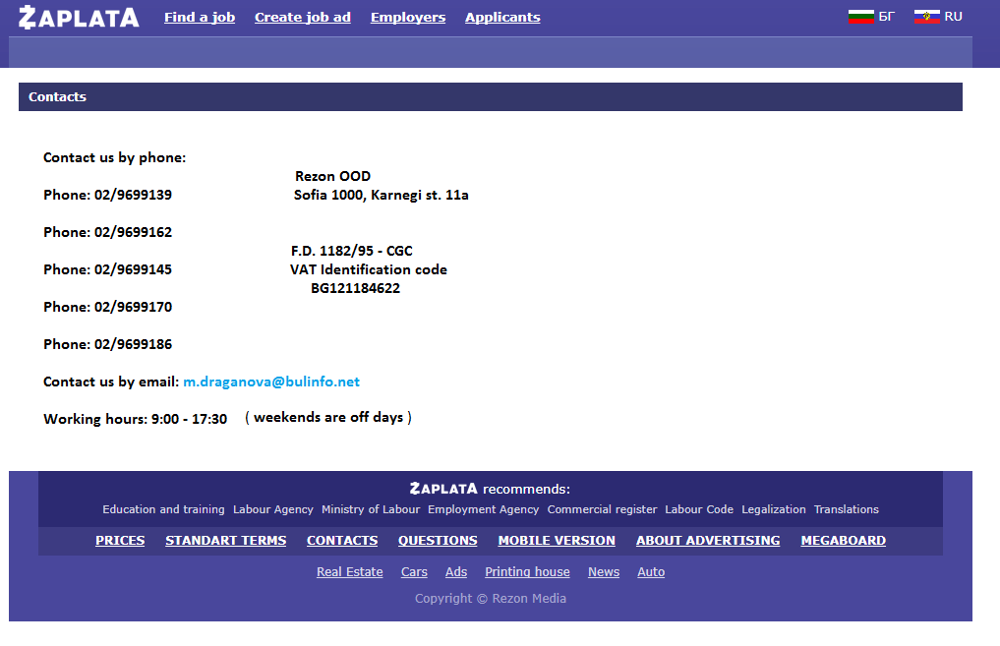 ŽAPLATA Find a job Create job ad Employers Applicants БГ RU
Contacts
Contact us by phone:
Rezon OOD
Phone: 02/9699139 Sofia 1000, Karnegi st. 11a
Phone: 02/9699162
F.D. 1182/95 - CGC
Phone: 02/9699145 VAT Identification code
BG121184622
Phone: 02/9699170
Phone: 02/9699186
Contact us by email: m.draganova@bulinfo.net
Working hours: 9:00 - 17:30 ( weekends are off days )
ŽAPLATA recommends:
Education and training Labour Agency Ministry of Labour Employment Agency Commercial register Labour Code Legalization Translations
PRICES STANDART TERMS CONTACTS QUESTIONS MOBILE VERSION ABOUT ADVERTISING MEGABOARD
Real Estate Cars Ads Printing house News Auto
Copyright © Rezon Media